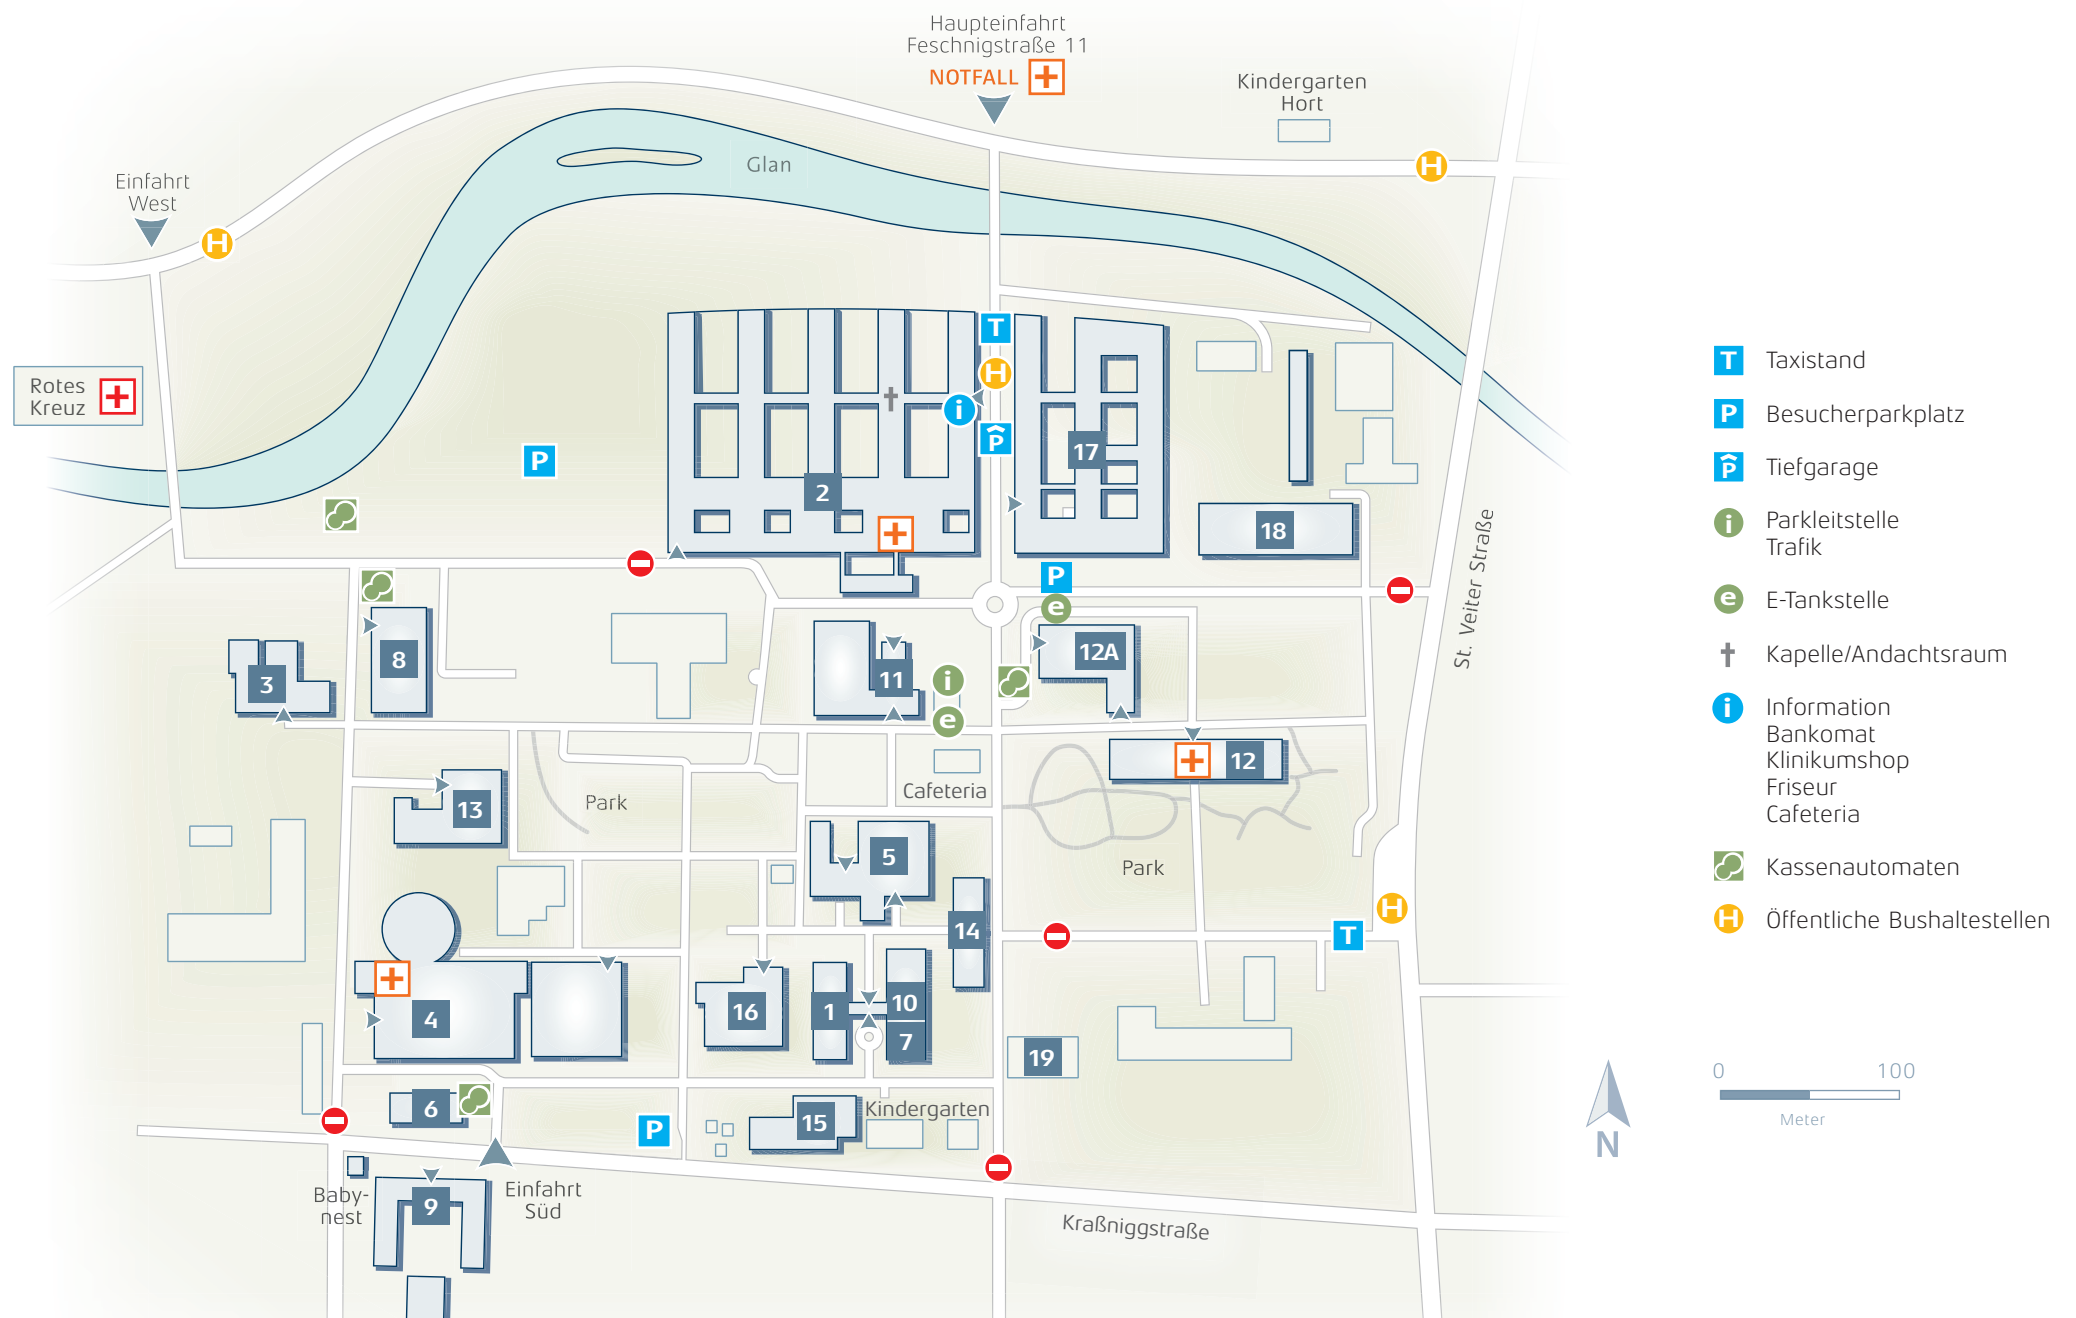 Haupteinfahrt
Feschnigstraße 11
NOTFALL
Kindergarten
Hort
H
Glan
Einfahrt
West
H
T
H
i
P
Rotes
Kreuz
P
2
17
18
St. Veiter Straße
P
e
8
3
11
i
e
12A
12
Cafeteria
13
Park
5
Park
14
H
T
4
16
1
10
7
19
6
P
15
Kindergarten
Baby-
nest
9
Einfahrt
Süd
Kraßniggstraße
T Taxistand
P Besucherparkplatz
P Tiefgarage
i Parkleitstelle
Trafik
e E-Tankstelle
Kapelle/Andachtsraum
i Information
Bankomat
Klinikumshop
Friseur
Cafeteria
Kassenautomaten
H Öffentliche Bushaltestellen
0 100
Meter
N